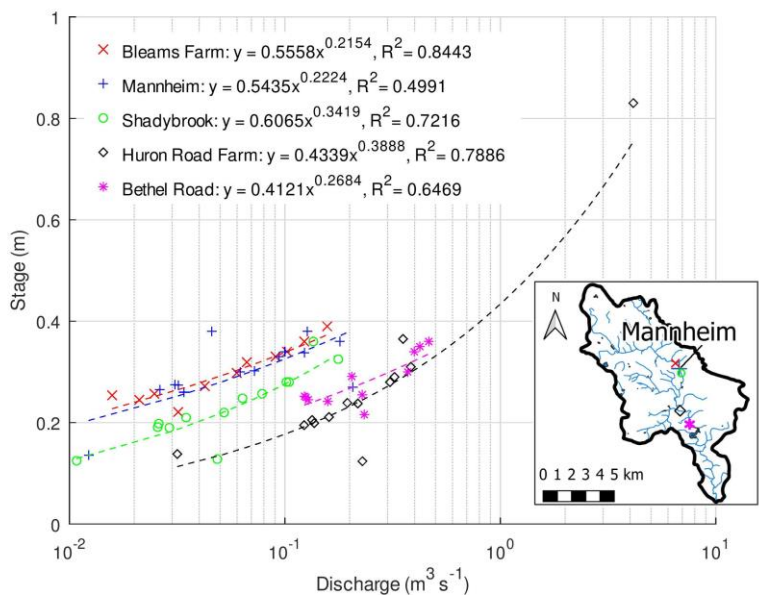 Bleams Farm: y = 0.5558x^0.2154, R^2 = 0.8443
Mannheim: y = 0.5435x^0.2224, R^2 = 0.4991
Shadybrook: y = 0.6065x^0.3419, R^2 = 0.7216
Huron Road Farm: y = 0.4339x^0.3888, R^2 = 0.7886
Bethel Road: y = 0.4121x^0.2684, R^2 = 0.6469
Stage (m)
1
0.8
0.6
0.4
0.2
0
N
Mannheim
0 1 2 3 4 5 km
10^-2
10^-1
10^0
10^1
Discharge (m^3 s^-1)